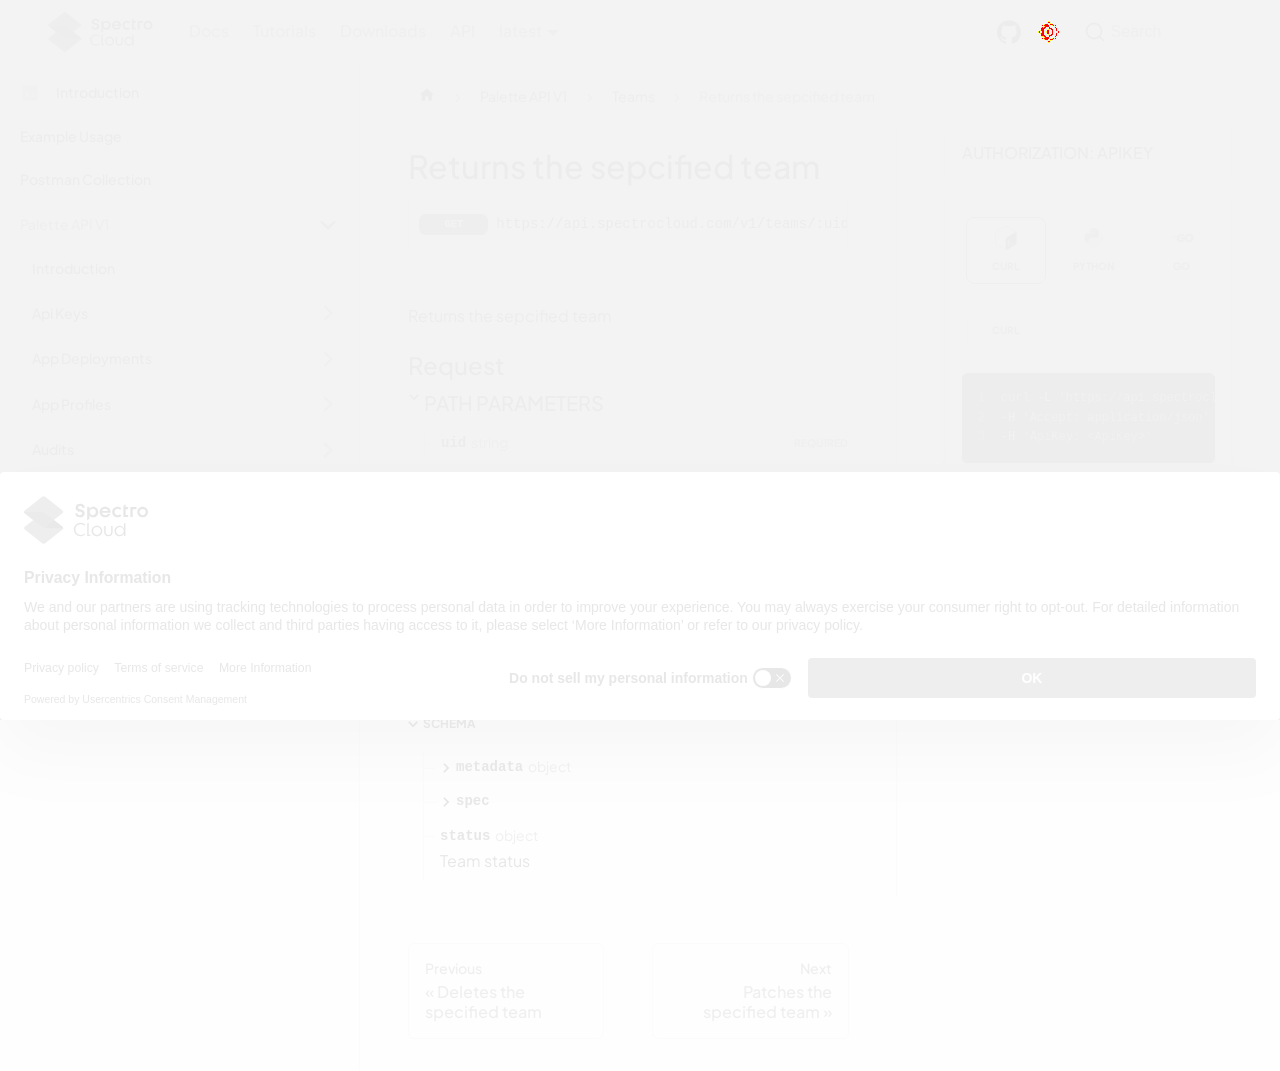 Spectro Cloud
Docs Tutorials Downloads API latest
Search
Introduction
Example Usage
Postman Collection
Palette API V1
Introduction
Api Keys
App Deployments
App Profiles
Audits
Palette API V1
Teams
Returns the sepcified team
Returns the sepcified team
GET https://api.spectrocloud.com/v1/teams/:uid
Returns the sepcified team
Request
PATH PARAMETERS
uid string REQUIRED
AUTHORIZATION: APIKEY
CURL PYTHON GO
CURL
Spectro Cloud
Privacy Information
We and our partners are using tracking technologies to process personal data in order to improve your experience. You may always exercise your consumer right to opt-out. For detailed information
about personal information we collect and third parties having access to it, please select 'More Information' or refer to our privacy policy.
Privacy policy Terms of service More Information
Powered by Usercentrics Consent Management
Do not sell my personal information
OK
SCHEMA
metadata object
spec
status object
Team status
Previous
« Deletes the
specified team
Next
Patches the
specified team »